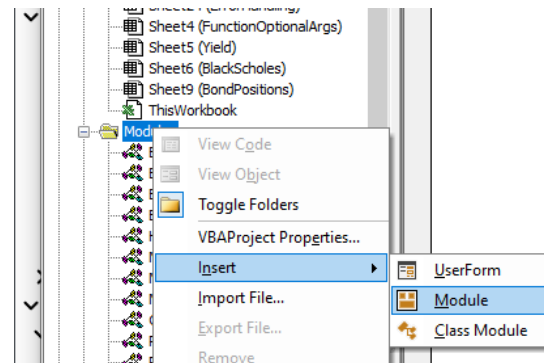 Sheet4 (FunctionOptionalArgs)
Sheet5 (Yield)
Sheet6 (BlackScholes)
Sheet9 (BondPositions)
ThisWorkbook
View Code
View Object
Toggle Folders
VBAProject Properties...
Insert
Import File...
Export File...
Remove
UserForm
Module
Class Module